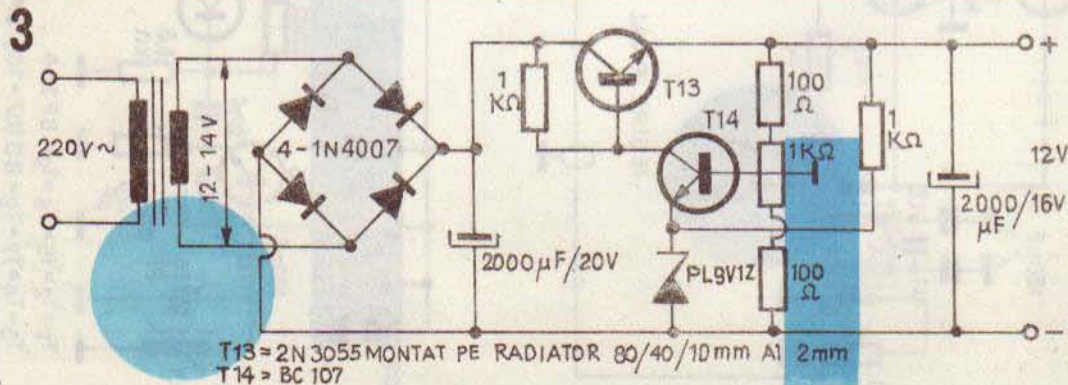 3
220V~
12-14V
4-1N4007
2000µF/20V
1
KΩ
T13
T14
PL9V1Z
100
Ω
1KΩ
100
Ω
1
KΩ
2000/16V
µF
12V
+
−
T13=2N3055 MONTAT PE RADIATOR 80/40/10mm Al 2mm
T14=BC 107